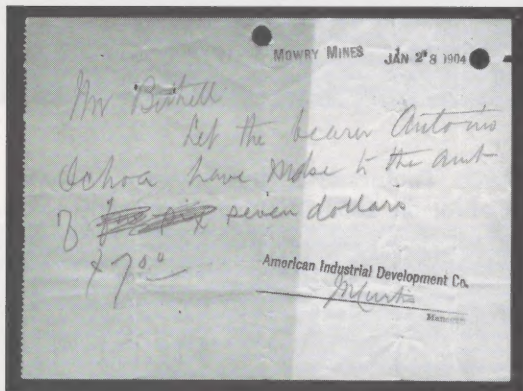 MOWRY MINES JAN 28 1904
Mr
Let the bearer Antonio
Ochoa have Mdse to the amt
of seven dollars
$7.00
American Industrial Development Co.
Manager